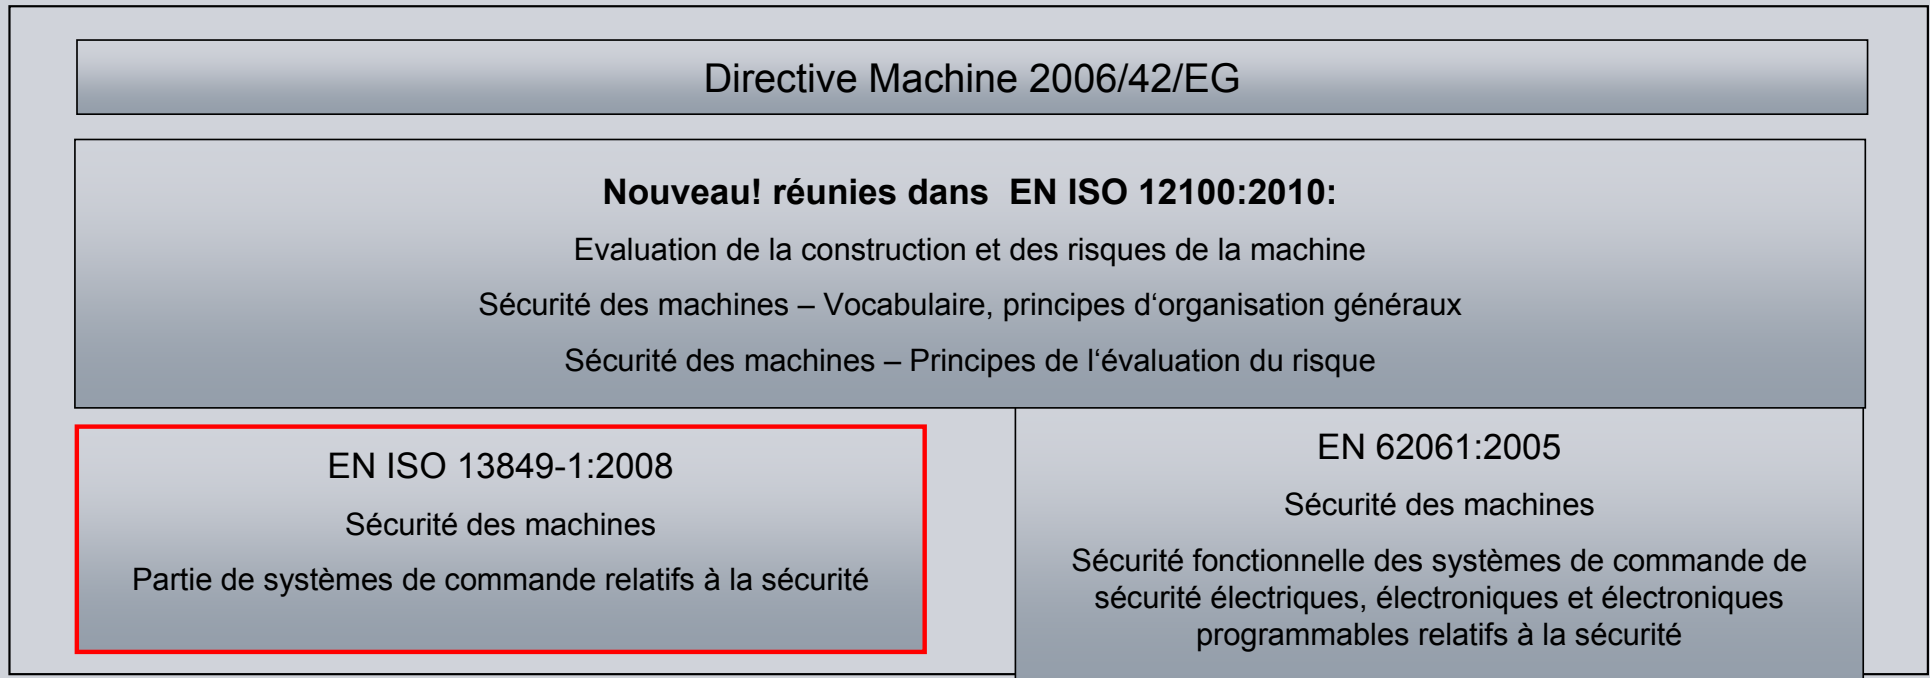 Directive Machine 2006/42/EG
Nouveau! réunies dans  EN ISO 12100:2010:
Evaluation de la construction et des risques de la machine
Sécurité des machines – Vocabulaire, principes d‘organisation généraux
Sécurité des machines – Principes de l‘évaluation du risque
EN ISO 13849-1:2008
Sécurité des machines
Partie de systèmes de commande relatifs à la sécurité
EN 62061:2005
Sécurité des machines
Sécurité fonctionnelle des systèmes de commande de
sécurité électriques, électroniques et électroniques
programmables relatifs à la sécurité